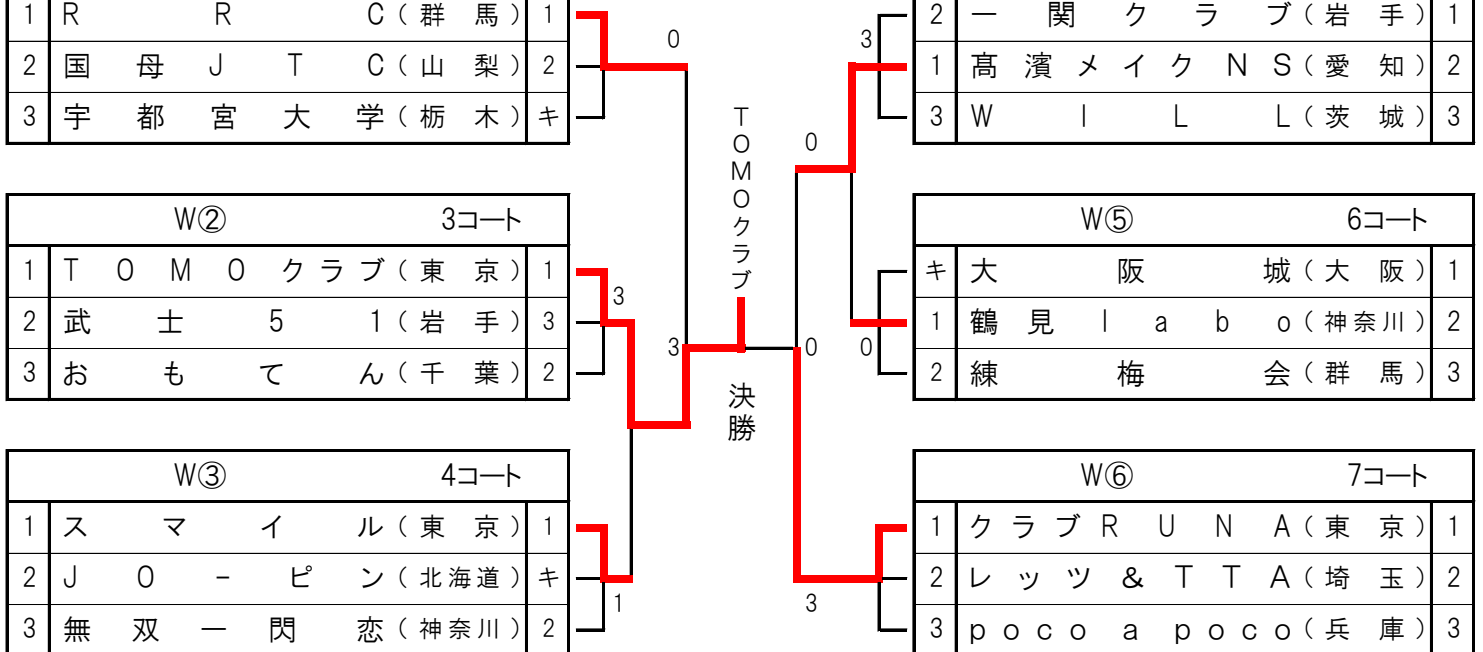 1 R R C(群 馬) 1
2 国 母 J T C(山 梨) 2
3 宇 都 宮 大 学(栃 木) キ
0
3
TOMOクラブ
0
2 一 関 ク ラ ブ(岩 手) 1
1 髙 濱 メ イ ク N S(愛 知) 2
3 W I L L(茨 城) 3
W② 3コート
1 T O M O ク ラ ブ(東 京) 1
2 武 士 5 1(岩 手) 3
3 お も て ん(千 葉) 2
3
3
0
0
決勝
W⑤ 6コート
キ 大 阪 城(大 阪) 1
1 鶴 見 l a b o(神奈川) 2
2 練 梅 会(群 馬) 3
W③ 4コート
1 ス マ イ ル(東 京) 1
2 J O - ピ ン(北海道) キ
3 無 双 一 閃 恋(神奈川) 2
1
3
W⑥ 7コート
1 ク ラ ブ R U N A(東 京) 1
2 レ ッ ツ & T T A(埼 玉) 2
3 p o c o a p o c o(兵 庫) 3